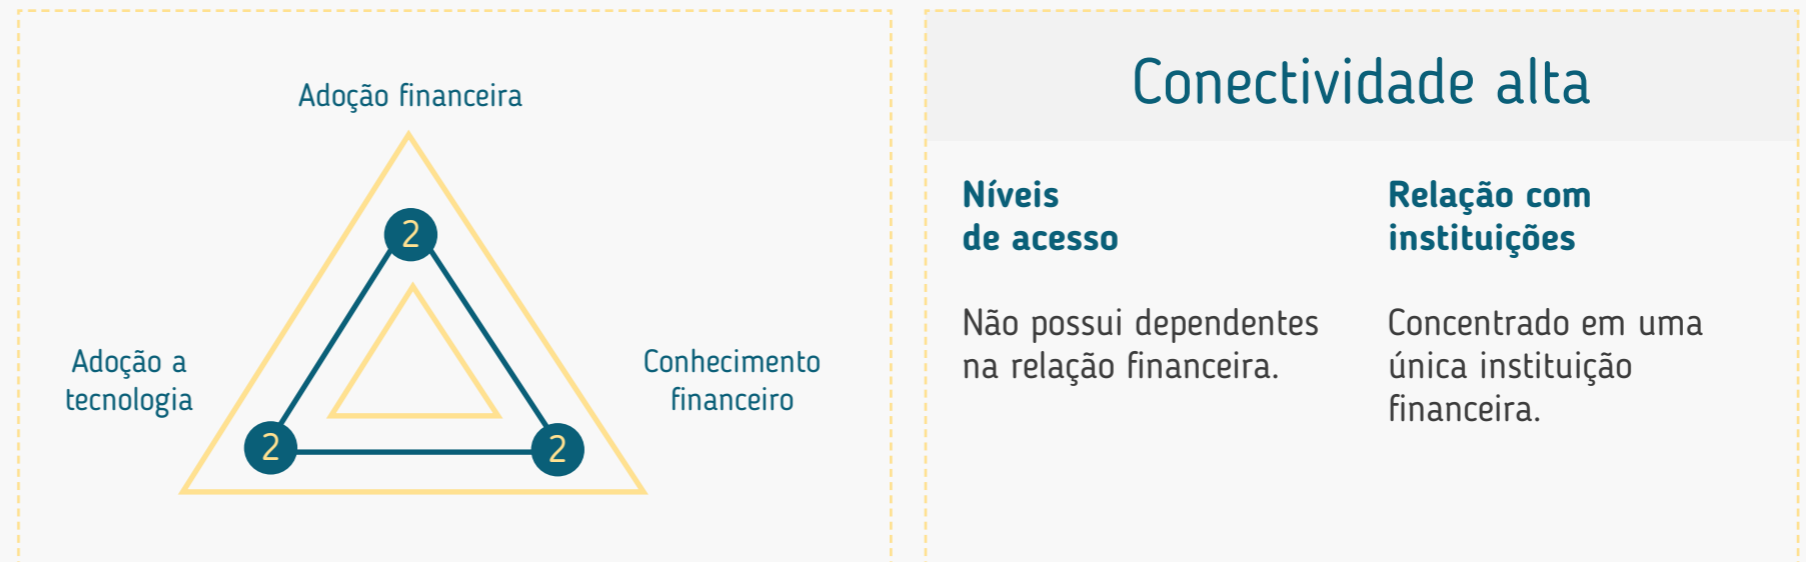 Adoção financeira
2
Adoção a
tecnologia
Conhecimento
financeiro
2
2
Conectividade alta
Níveis
de acesso
Não possui dependentes
na relação financeira.
Relação com
instituições
Concentrado em uma
única instituição
financeira.